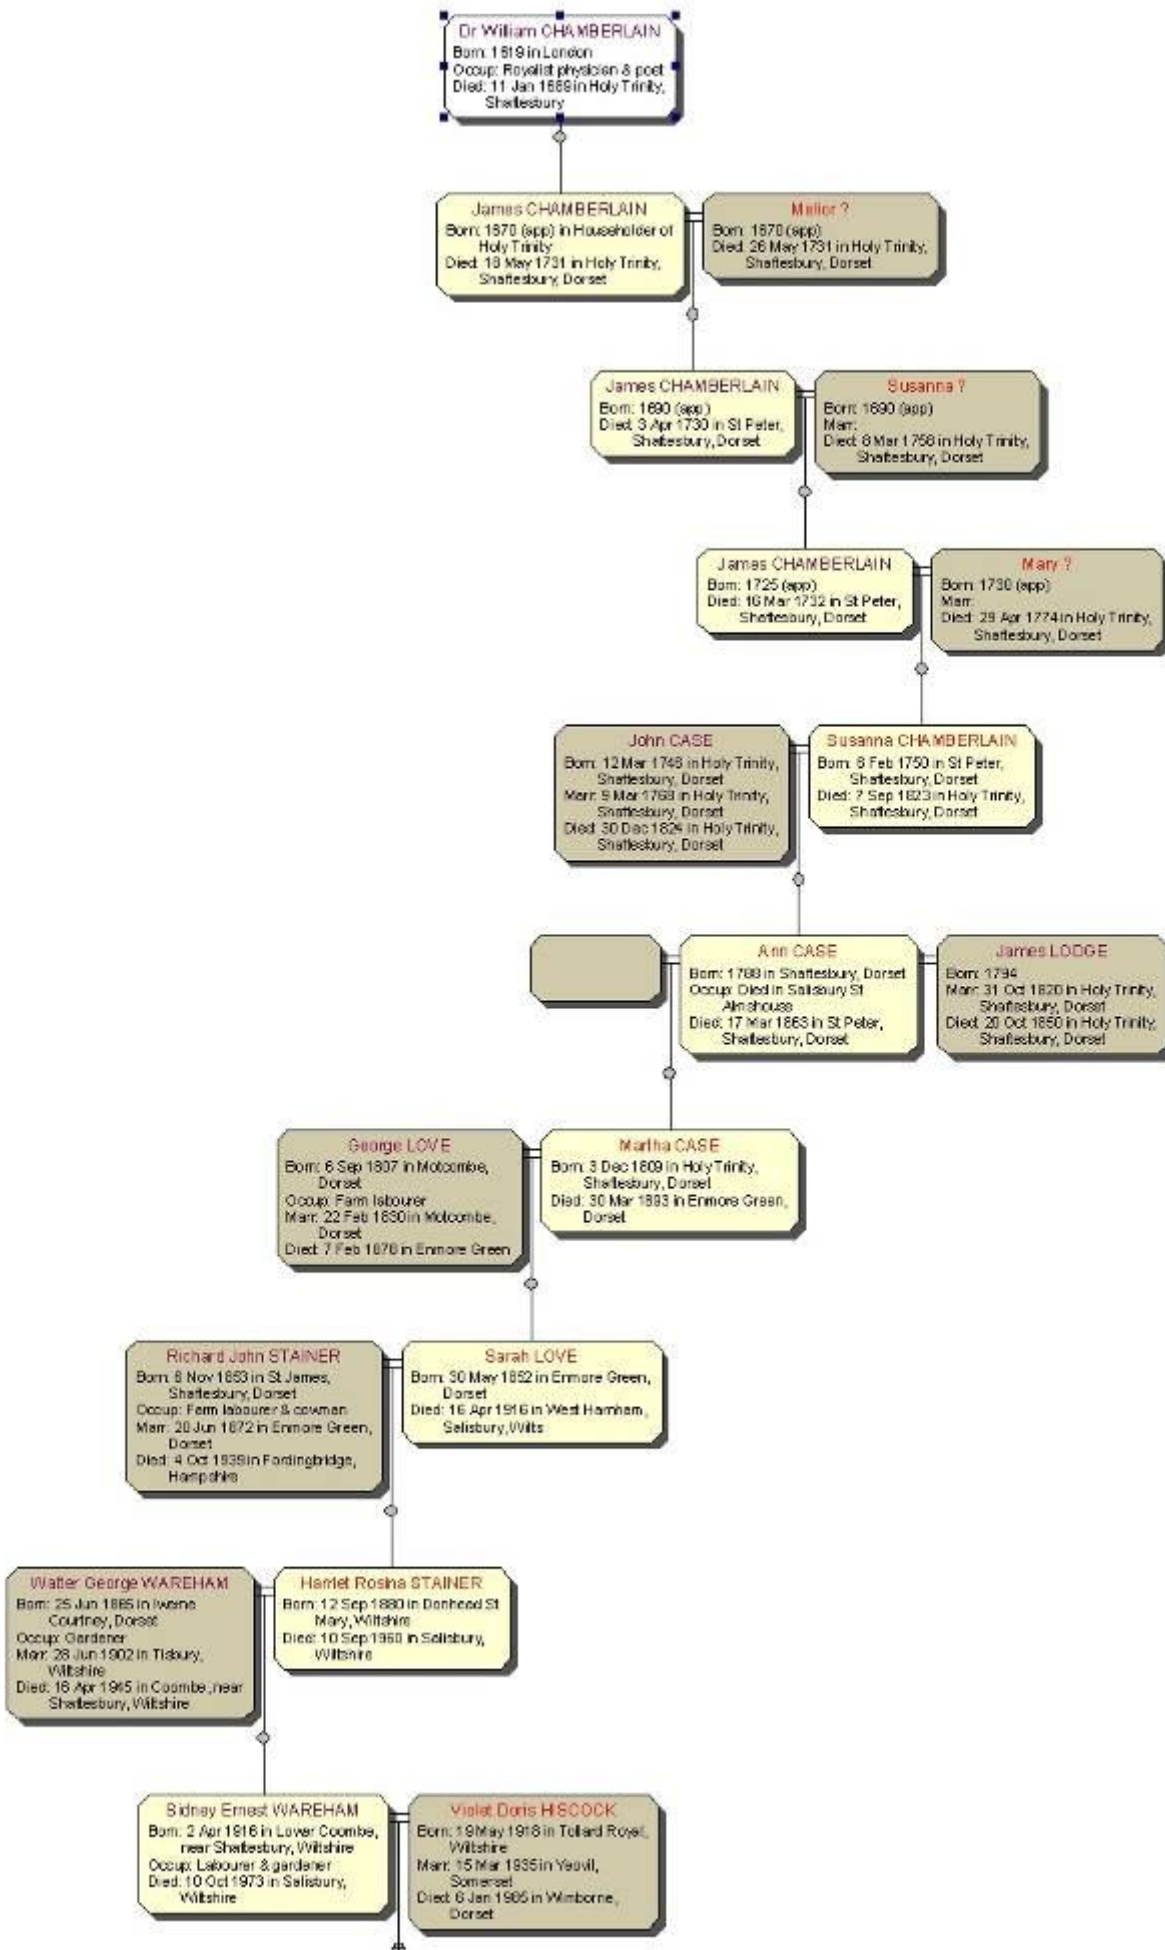 Dr William CHAMBERLAIN
Born: 1619 in London
Occup: Royalist physician & poet
Died: 11 Jan 1689 in Holy Trinity,
Shaftesbury
James CHAMBERLAIN
Born: 1670 (app) in Householder of
Holy Trinity
Died: 18 May 1731 in Holy Trinity,
Shaftesbury, Dorset
Melior ?
Born: 1670 (app)
Died: 26 May 1731 in Holy Trinity,
Shaftesbury, Dorset
James CHAMBERLAIN
Born: 1690 (app)
Died: 3 Apr 1730 in St Peter,
Shaftesbury, Dorset
Susanna ?
Born: 1690 (app)
Marr:
Died: 8 Mar 1758 in Holy Trinity,
Shaftesbury, Dorset
James CHAMBERLAIN
Born: 1725 (app)
Died: 16 Mar 1732 in St Peter,
Shaftesbury, Dorset
Mary ?
Born: 1730 (app)
Marr:
Died: 29 Apr 1774 in Holy Trinity,
Shaftesbury, Dorset
John CASE
Born: 12 Mar 1746 in Holy Trinity,
Shaftesbury, Dorset
Marr: 9 Mar 1768 in Holy Trinity,
Shaftesbury, Dorset
Died: 30 Dec 1824 in Holy Trinity,
Shaftesbury, Dorset
Susanna CHAMBERLAIN
Born: 6 Feb 1750 in St Peter,
Shaftesbury, Dorset
Died: 7 Sep 1823 in Holy Trinity,
Shaftesbury, Dorset
Ann CASE
Born: 1788 in Shaftesbury, Dorset
Occup: Died in Salisbury St
Almshouse
Died: 17 Mar 1863 in St Peter,
Shaftesbury, Dorset
James LODGE
Born: 1794
Marr: 31 Oct 1820 in Holy Trinity,
Shaftesbury, Dorset
Died: 20 Oct 1850 in Holy Trinity,
Shaftesbury, Dorset
George LOVE
Born: 6 Sep 1807 in Motcombe,
Dorset
Occup: Farm labourer
Marr: 22 Feb 1830 in Motcombe,
Dorset
Died: 7 Feb 1878 in Enmore Green
Martha CASE
Born: 3 Dec 1809 in Holy Trinity,
Shaftesbury, Dorset
Died: 30 Mar 1893 in Enmore Green,
Dorset
Richard John STAINER
Born: 6 Nov 1853 in St James,
Shaftesbury, Dorset
Occup: Farm labourer & cowman
Marr: 20 Jun 1872 in Enmore Green,
Dorset
Died: 4 Oct 1939 in Fordingbridge,
Hampshire
Sarah LOVE
Born: 30 May 1852 in Enmore Green,
Dorset
Died: 16 Apr 1916 in West Harnham,
Salisbury, Wilts
Walter George WAREHAM
Born: 25 Jun 1885 in Iwerne
Courtney, Dorset
Occup: Gardener
Marr: 28 Jun 1902 in Tisbury,
Wiltshire
Died: 16 Apr 1945 in Coombe, near
Shaftesbury, Wiltshire
Harriet Rosina STAINER
Born: 12 Sep 1880 in Donhead St
Mary, Wiltshire
Died: 10 Sep 1960 in Salisbury,
Wiltshire
Sidney Ernest WAREHAM
Born: 2 Apr 1916 in Lower Coombe,
near Shaftesbury, Wiltshire
Occup: Labourer & gardener
Died: 10 Oct 1973 in Salisbury,
Wiltshire
Violet Doris HISCOCK
Born: 19 May 1918 in Tollard Royal,
Wiltshire
Marr: 15 Mar 1935 in Yeovil,
Somerset
Died: 6 Jan 1985 in Wimborne,
Dorset